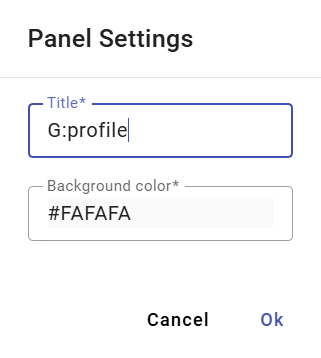 Panel Settings
Title*
G:profile
Background color*
#FAFAFA
Cancel Ok